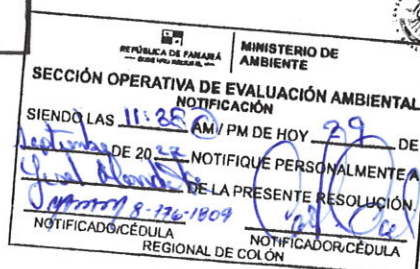 REPÚBLICA DE PANAMÁ
MINISTERIO DE
AMBIENTE
SECCIÓN OPERATIVA DE EVALUACIÓN AMBIENTAL
NOTIFICACIÓN
SIENDO LAS 11:38 AM / PM DE HOY 29 DE
Septiembre DE 20 22 NOTIFIQUE PERSONALMENTE A
DE LA PRESENTE RESOLUCIÓN.
8-176-1809
NOTIFICADO/CÉDULA NOTIFICADOR/CÉDULA
REGIONAL DE COLÓN